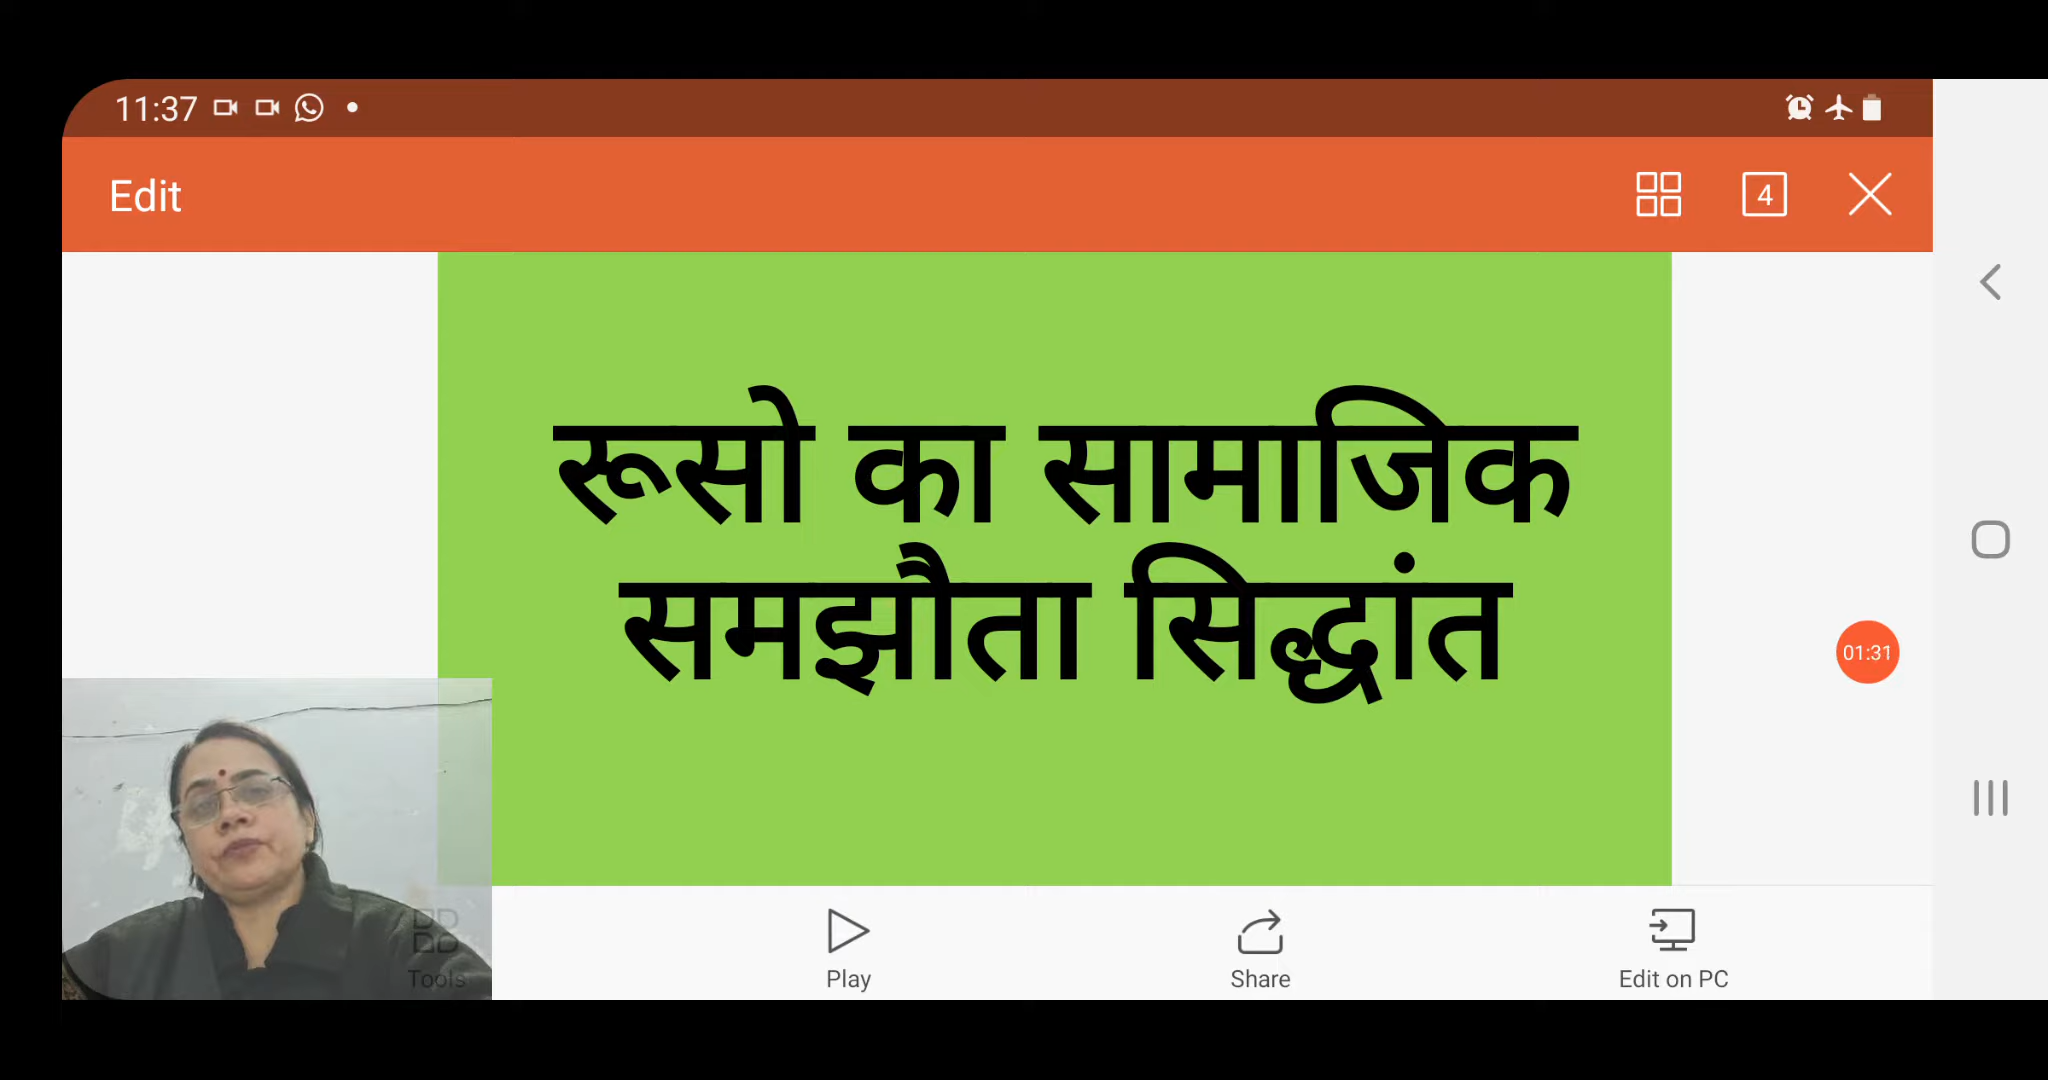 11:37
Edit
4
रूसो का सामाजिक
समझौता सिद्धांत
01:31
Tools
Play
Share
Edit on PC